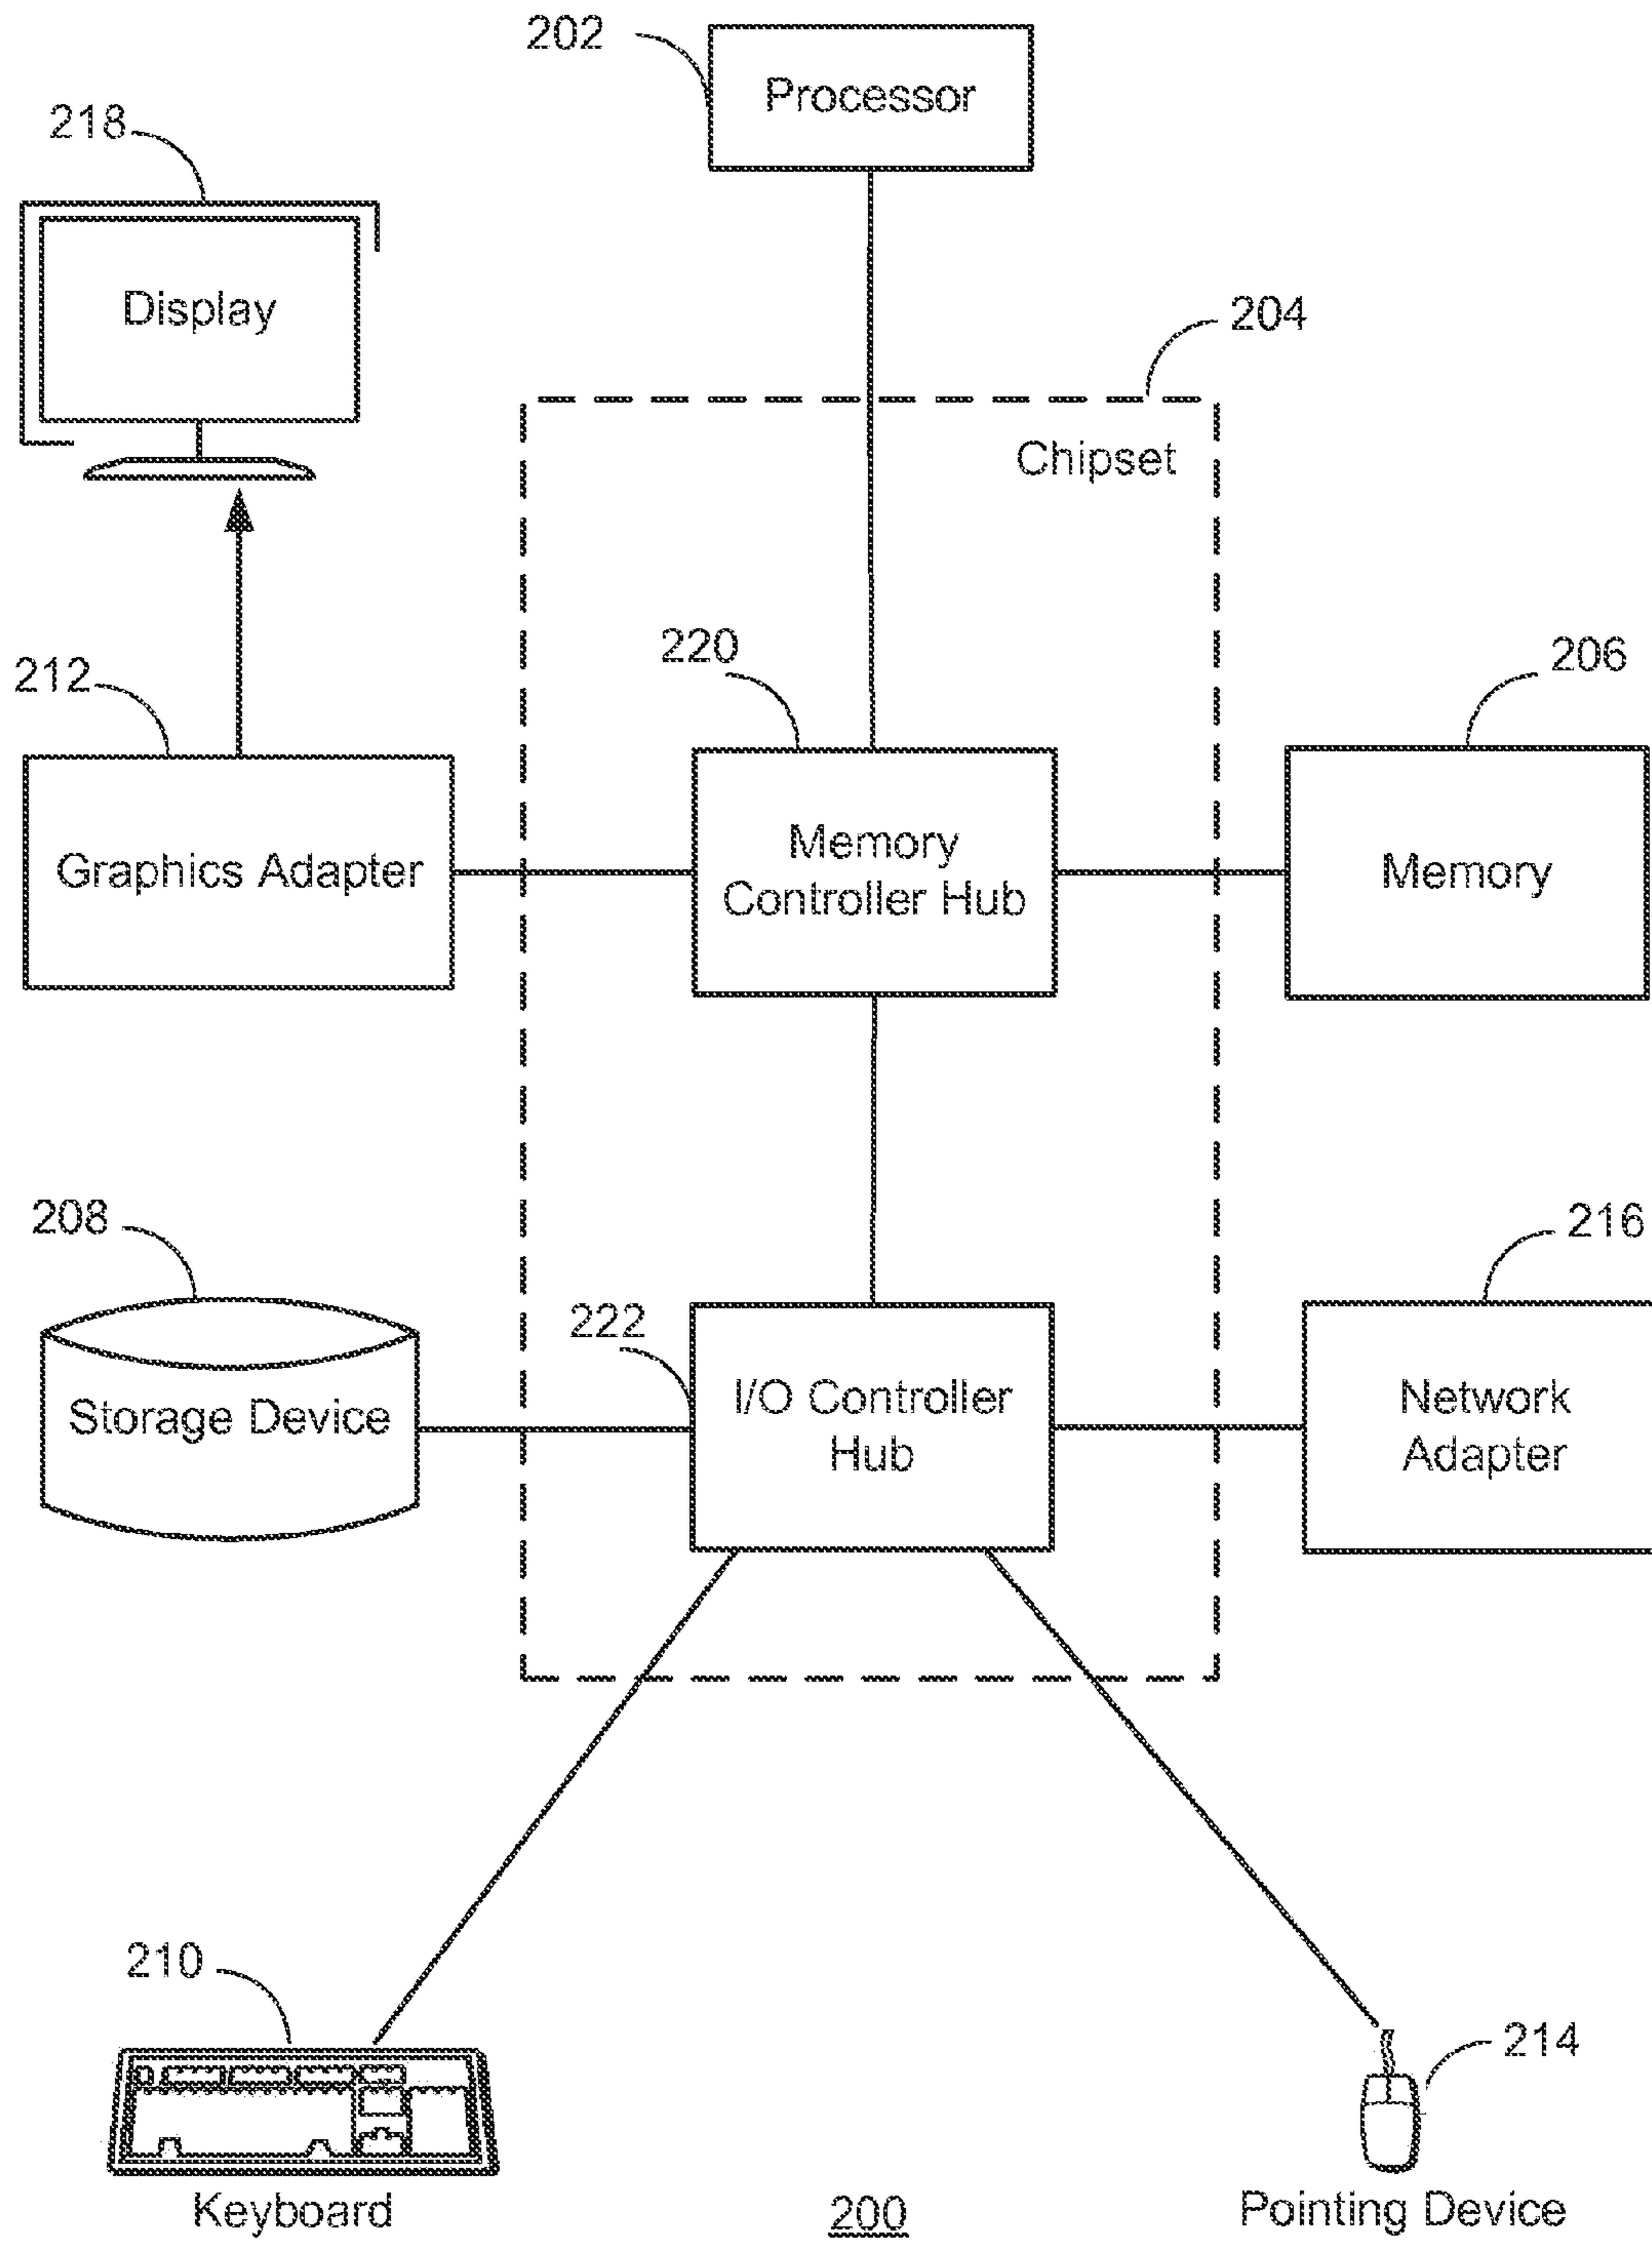 202
Processor
218
Display
204
Chipset
220
206
212
Memory
Controller Hub
Graphics Adapter
Memory
208
216
222
Storage Device
I/O Controller
Hub
Network
Adapter
210
214
Keyboard
200
Pointing Device